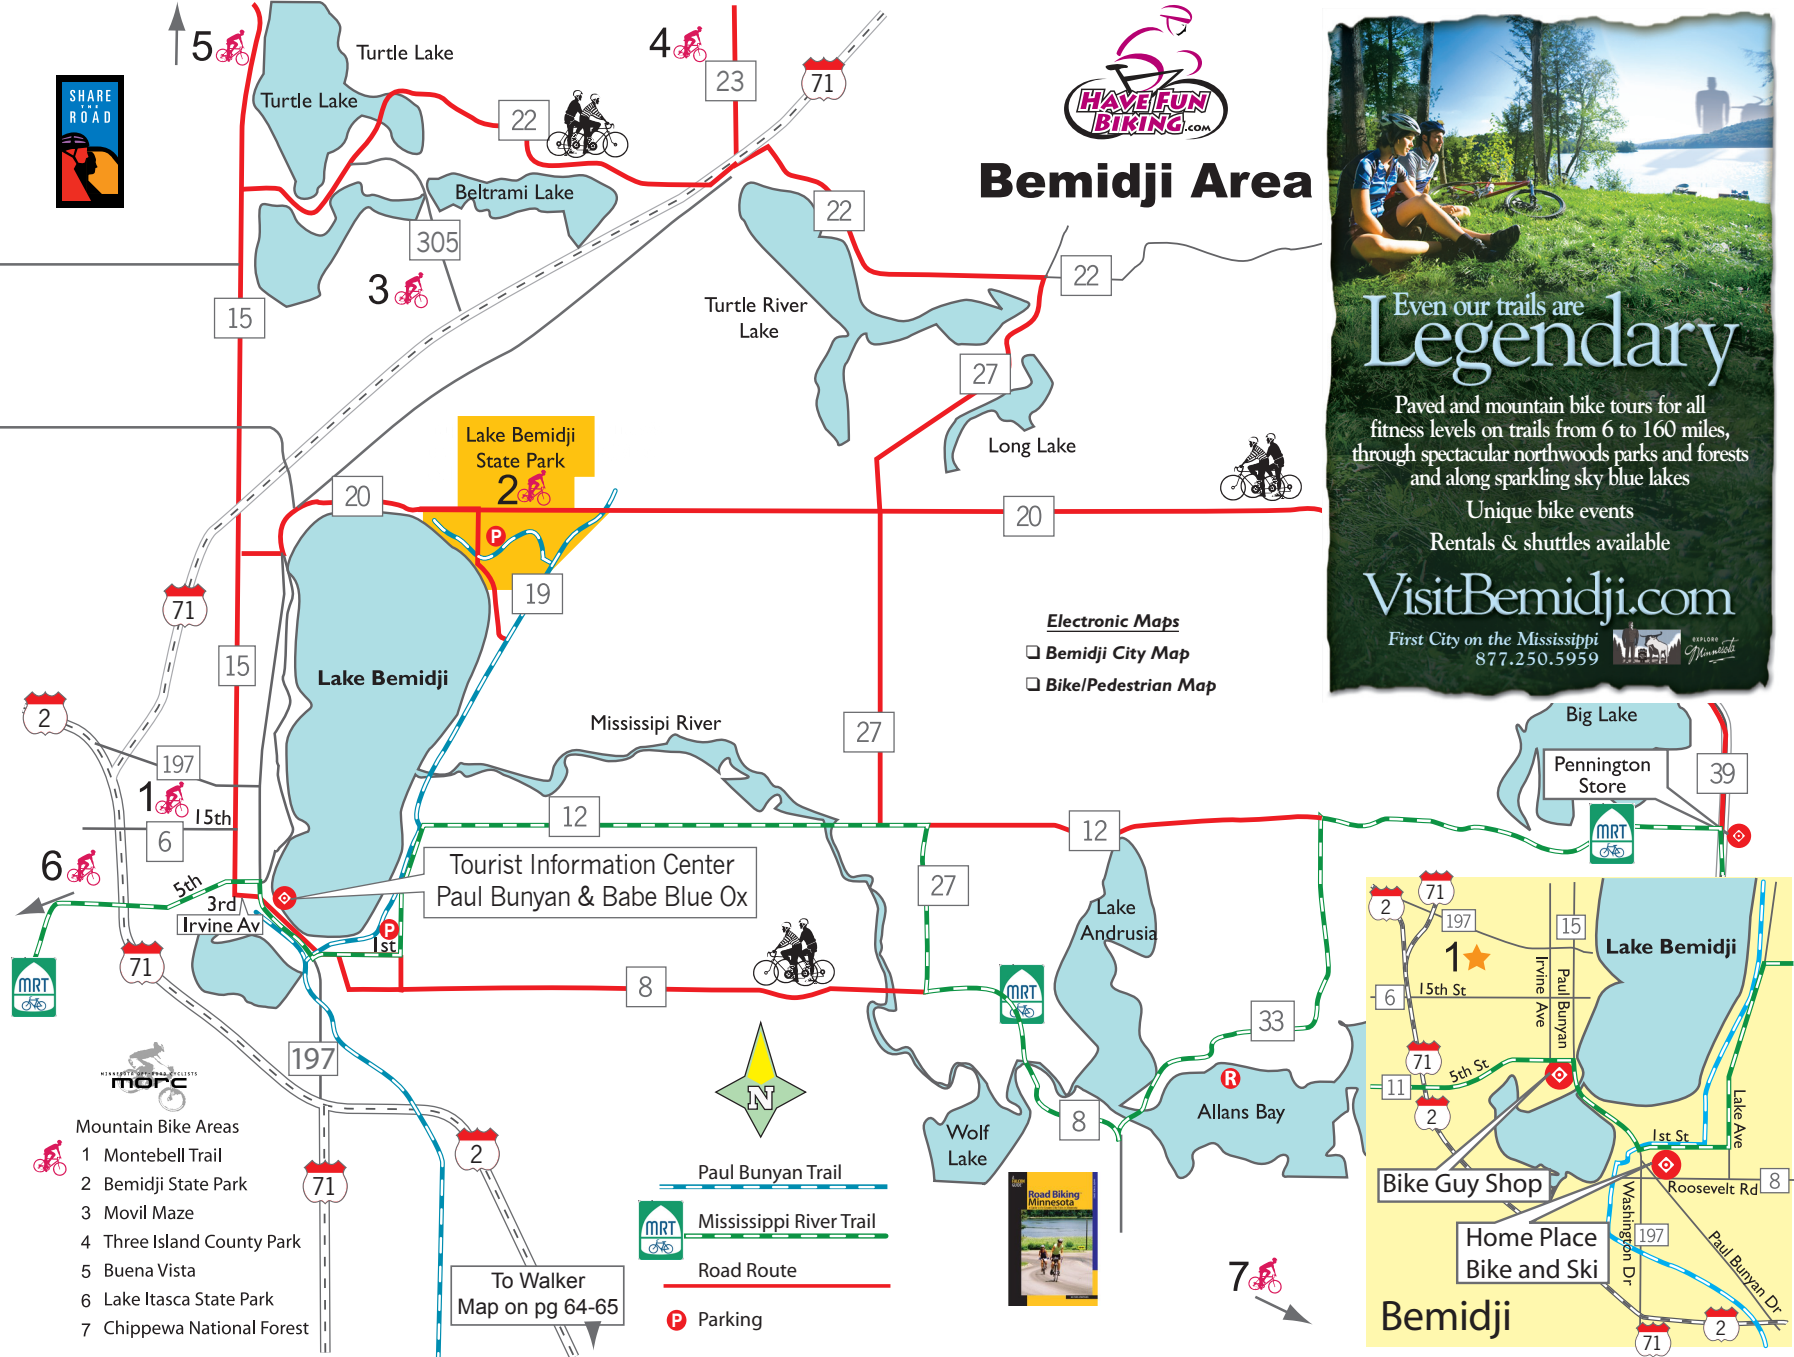 SHARE
THE
ROAD
5
Turtle Lake
Turtle Lake
4
23
71
22
HAVE FUN
BIKING.COM
Bemidji Area
Beltrami Lake
305
3
22
22
15
Turtle River
Lake
27
Long Lake
Lake Bemidji
State Park
2
20
P
20
19
71
15
Lake Bemidji
Electronic Maps
❏ Bemidji City Map
❏ Bike/Pedestrian Map
2
197
1
15th
6
Mississipi River
27
12
12
6
5th
3rd
Irvine Av
Tourist Information Center
Paul Bunyan & Babe Blue Ox
P
1st
27
Lake
Andrusia
71
MRT
8
MRT
33
197
N
R
Allans Bay
8
Wolf
Lake
MINNESOTA OFF-ROAD CYCLISTS
morc
Mountain Bike Areas
1 Montebell Trail
2 Bemidji State Park
3 Movil Maze
4 Three Island County Park
5 Buena Vista
6 Lake Itasca State Park
7 Chippewa National Forest
71
2
To Walker
Map on pg 64-65
Paul Bunyan Trail
MRT
Mississippi River Trail
Road Route
P Parking
Road Biking
Minnesota
7
Even our trails are
Legendary
Paved and mountain bike tours for all
fitness levels on trails from 6 to 160 miles,
through spectacular northwoods parks and forests
and along sparkling sky blue lakes
Unique bike events
Rentals & shuttles available
VisitBemidji.com
First City on the Mississippi
877.250.5959
EXPLORE
Minnesota
Big Lake
Pennington
Store
39
MRT
71
2
197
15
Lake Bemidji
1
Irvine Ave
Paul Bunyan
6
15th St
71
11
5th St
2
Lake Ave
1st St
Bike Guy Shop
Roosevelt Rd
8
Washington Dr
197
Home Place
Bike and Ski
Paul Bunyan Dr
Bemidji
71
2